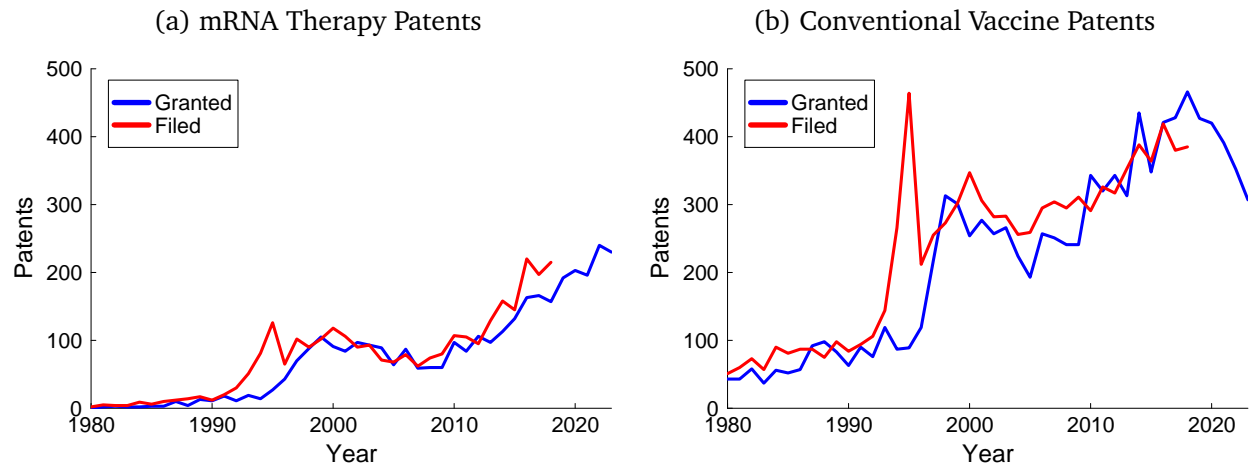 (a) mRNA Therapy Patents
500
400
300
200
100
0
Patents
Granted
Filed
1980
1990
2000
2010
2020
Year
(b) Conventional Vaccine Patents
500
400
300
200
100
0
Patents
Granted
Filed
1980
1990
2000
2010
2020
Year